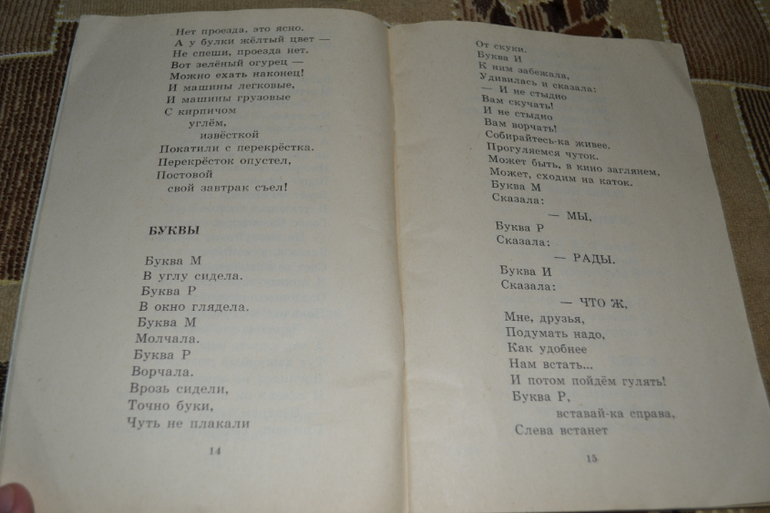 Нет проезда, это ясно.
А у булки жёлтый цвет —
Не спеши, проезда нет.
Вот зелёный огурец —
Можно ехать наконец!
И машины легковые,
И машины грузовые
С кирпичом
углём,
извёсткой
Покатили с перекрёстка.
Перекрёсток опустел,
Постовой
свой завтрак съел!
БУКВЫ
Буква М
В углу сидела.
Буква Р
В окно глядела.
Буква М
Молчала.
Буква Р
Ворчала.
Врозь сидели,
Точно буки,
Чуть не плакали
14
От скуки.
Буква И
К ним забежала,
Удивилась и сказала:
— И не стыдно
Вам скучать!
И не стыдно
Вам ворчать!
Собирайтесь-ка живее.
Прогуляемся чуток.
Может быть, в кино заглянем,
Может, сходим на каток.
Буква М
Сказала:
— МЫ,
Буква Р
Сказала:
— РАДЫ.
Буква И
Сказала:
— ЧТО Ж,
Мне, друзья,
Подумать надо,
Как удобнее
Нам встать...
И потом пойдём гулять!
Буква Р,
вставай-ка справа,
Слева встанет
15